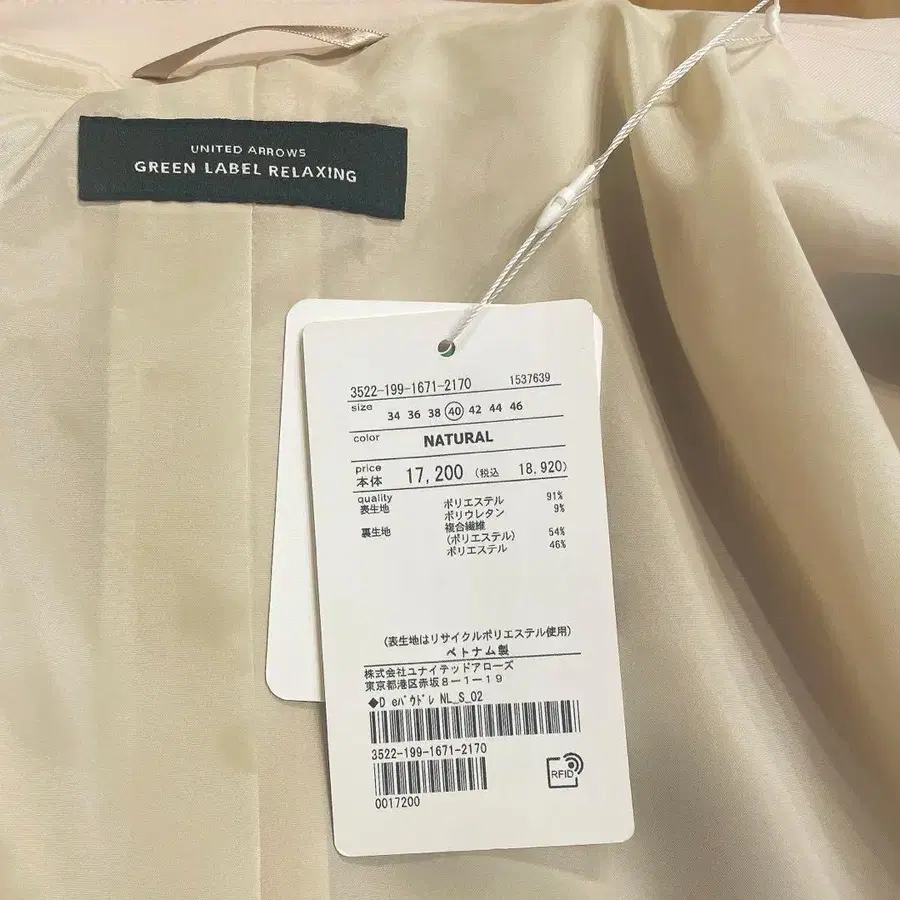 UNITED ARROWS
GREEN LABEL RELAXING
3522-199-1671-2170 1537639
size 34 36 38 40 42 44 46
color NATURAL
price
本体 17,200 (税込 18,920)
quality
表生地 ポリエステル 91%
ポリウレタン 9%
裏生地 複合繊維
(ポリエステル) 54%
ポリエステル 46%
(表生地はリサイクルポリエステル使用)
ベトナム製
株式会社ユナイテッドアローズ
東京都港区赤坂8-1-19
◆D eパウドレ NL_S_02
3522-199-1671-2170
RFID
0017200